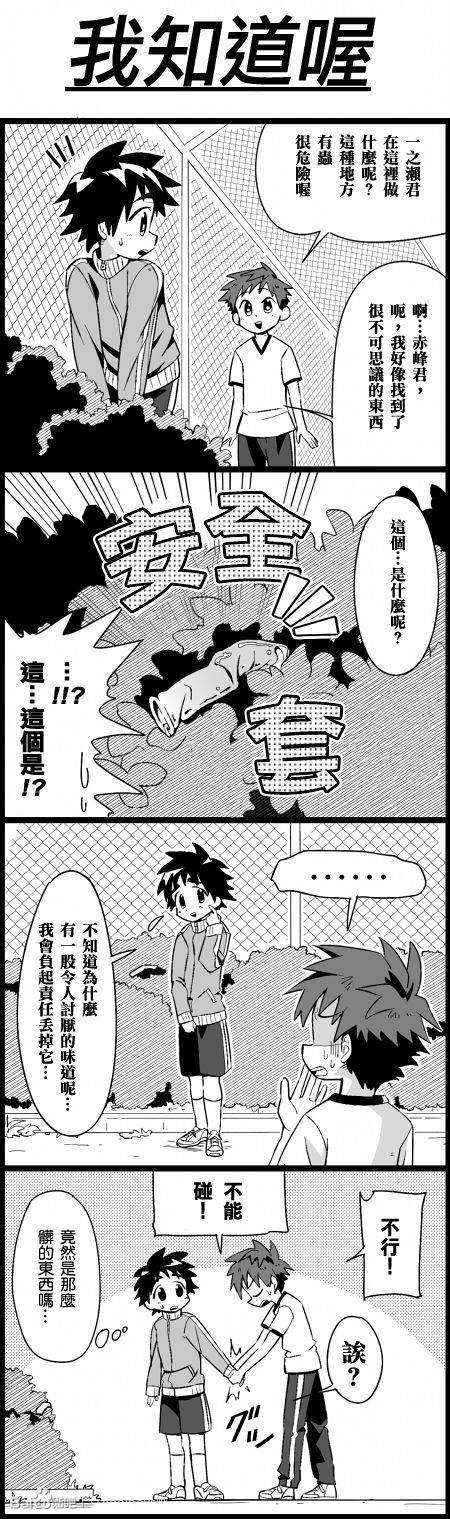 我知道喔
一之瀨君
在這裡做
什麼呢?
這種地方
有蟲
很危險喔
啊…赤峰君,
呃,我好像找到了
很不可思議的東西
這個…是什麼呢?
安全
套
…!!?
這…這個是!?
……
不知道為什麼
有一股令人討厭的味道呢…
我會負起責任丟掉它…
不行!
不能
碰!
誒?
グッ
竟然是那麼
髒的東西嗎…
Bai 贴吧